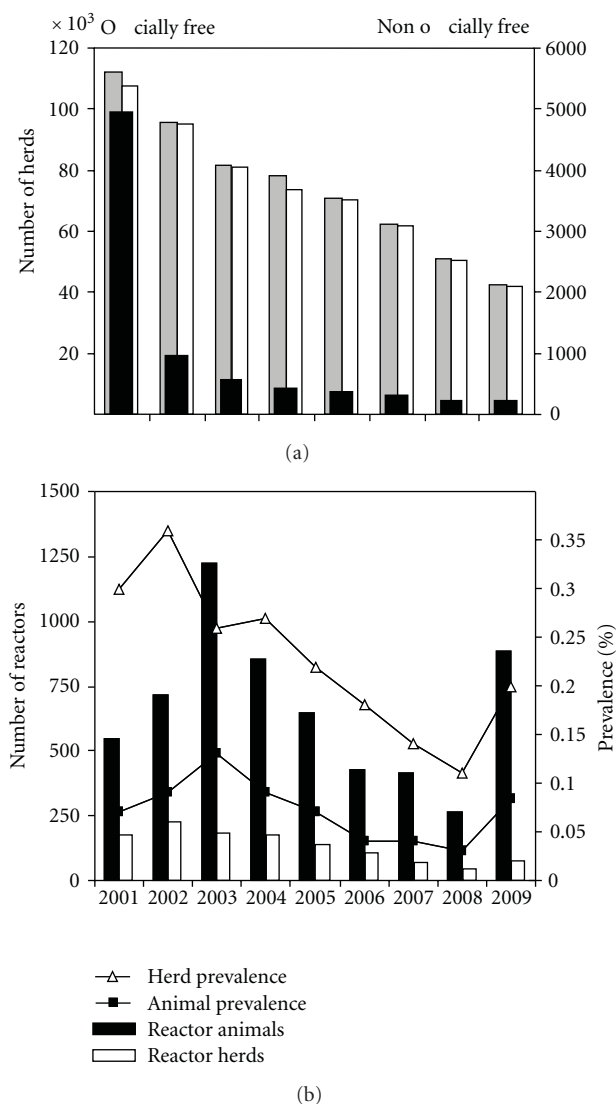 × 10³ O cially free Non o cially free
120 6000
100 5000
80 4000
60 3000
40 2000
20 1000
0
Number of herds
(a)
1500
1250 0.35
0.3
1000 0.25
750 0.2
500 0.15
0.1
250 0.05
0 0
Number of reactors
Prevalence (%)
2001 2002 2003 2004 2005 2006 2007 2008 2009
Herd prevalence
Animal prevalence
Reactor animals
Reactor herds
(b)